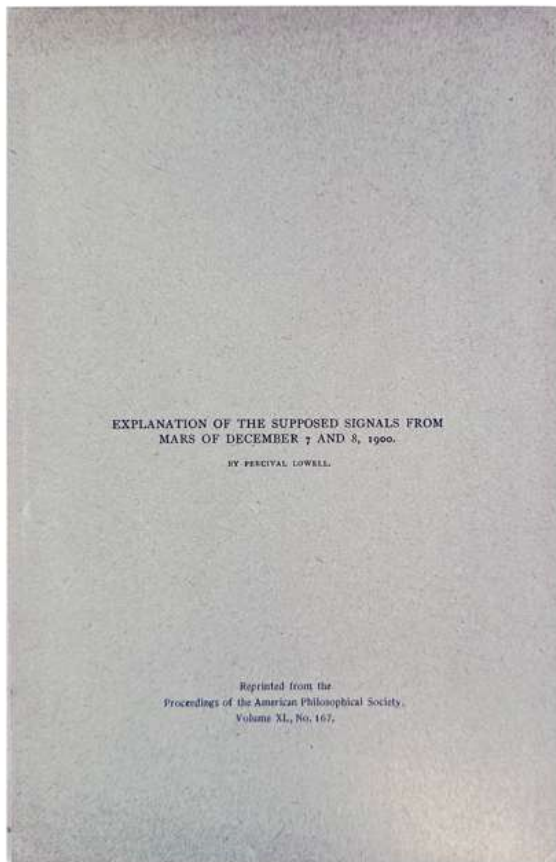 EXPLANATION OF THE SUPPOSED SIGNALS FROM
MARS OF DECEMBER 7 AND 8, 1900.
BY PERCIVAL LOWELL.
Reprinted from the
Proceedings of the American Philosophical Society,
Volume XL, No. 167.